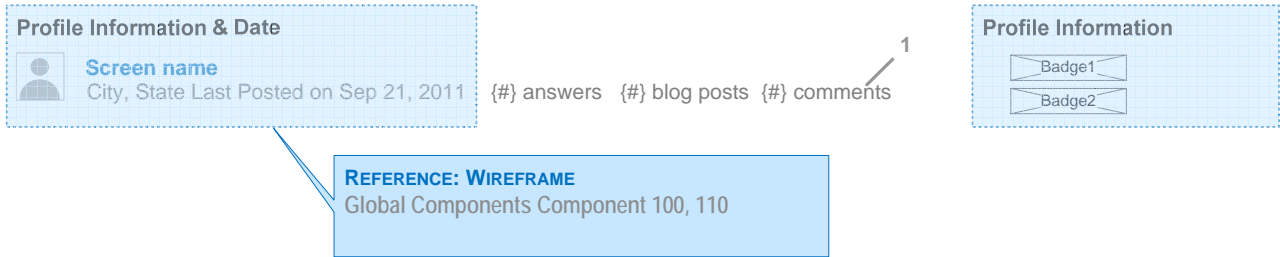 Profile Information & Date
Screen name
City, State Last Posted on Sep 21, 2011
{#} answers {#} blog posts {#} comments
1
Profile Information
Badge1
Badge2
REFERENCE: WIREFRAME
Global Components Component 100, 110